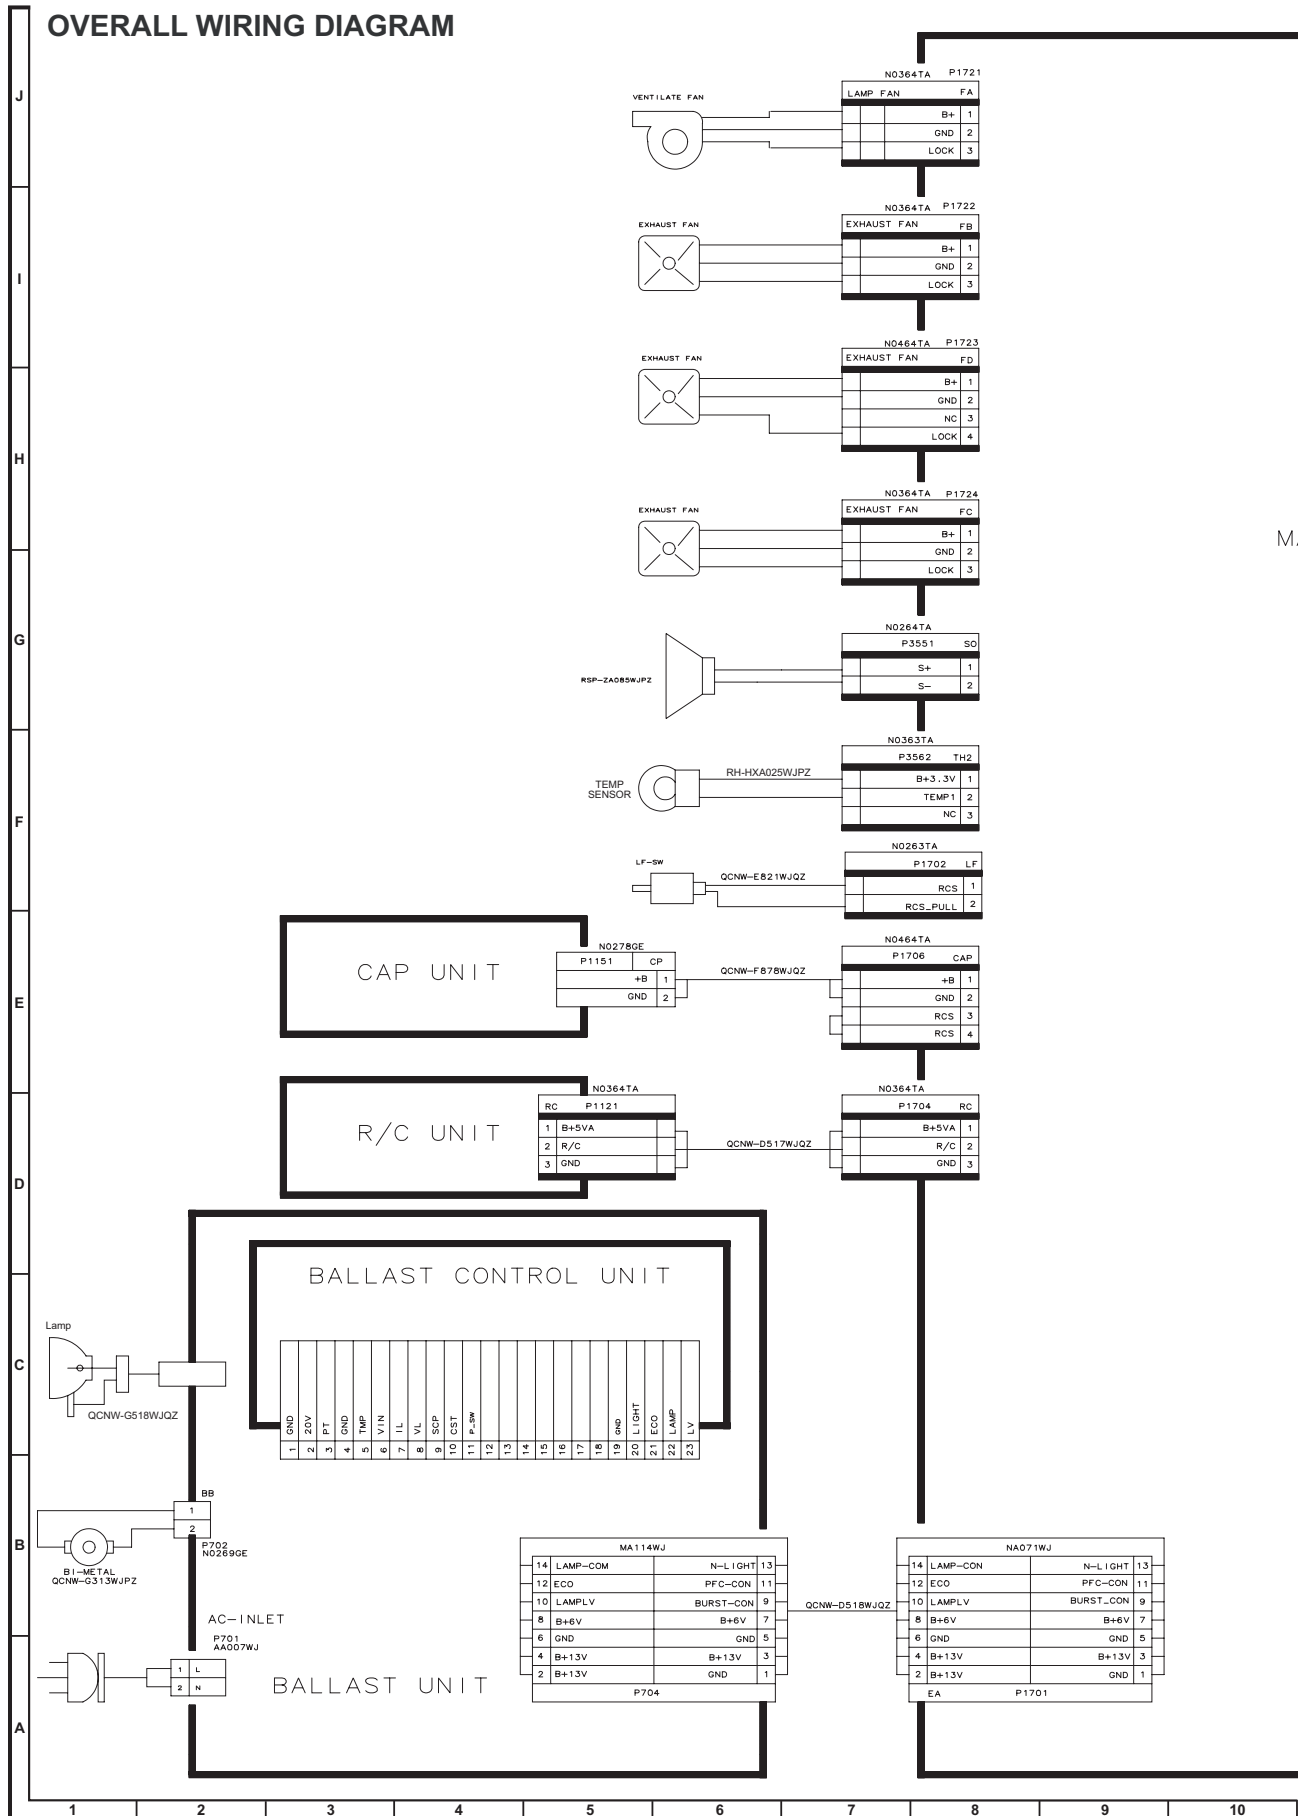 OVERALL WIRING DIAGRAM
J
VENTILATE FAN
N0364TA P1721
LAMP FAN FA
B+ 1
GND 2
LOCK 3
I
EXHAUST FAN
N0364TA P1722
EXHAUST FAN FB
B+ 1
GND 2
LOCK 3
EXHAUST FAN
N0464TA P1723
EXHAUST FAN FD
B+ 1
GND 2
NC 3
LOCK 4
H
EXHAUST FAN
N0364TA P1724
EXHAUST FAN FC
B+ 1
GND 2
LOCK 3
MA
G
RSP-ZA085WJPZ
N0264TA
P3551 SO
S+ 1
S- 2
TEMP
SENSOR
RH-HXA025WJPZ
N0363TA
P3562 TH2
B+3.3V 1
TEMP1 2
NC 3
F
LF-SW
QCNW-E821WJQZ
N0263TA
P1702 LF
RCS 1
RCS_PULL 2
CAP UNIT
N0278GE
P1151 CP
+B 1
GND 2
QCNW-F878WJQZ
N0464TA
P1706 CAP
+B 1
GND 2
RCS 3
RCS 4
E
R/C UNIT
N0364TA
RC P1121
1 B+5VA
2 R/C
3 GND
QCNW-D517WJQZ
N0364TA
P1704 RC
B+5VA 1
R/C 2
GND 3
D
BALLAST CONTROL UNIT
Lamp
C
QCNW-G518WJQZ
1 GND
2 20V
3 PT
4 GND
5 TMP
6 VIN
7 IL
8 VL
9 SCP
10 CST
11 P_SW
12
13
14
15
16
17
18
19 GND
20 LIGHT
21 ECO
22 LAMP
23 LV
BB
1
2
P702
N0269GE
B
BI-METAL
QCNW-G313WJPZ
AC-INLET
P701
AA007WJ
1 L
2 N
BALLAST UNIT
MA114WJ
14 LAMP-COM N-LIGHT 13
12 ECO PFC-CON 11
10 LAMPLV BURST-CON 9
8 B+6V B+6V 7
6 GND GND 5
4 B+13V B+13V 3
2 B+13V GND 1
P704
QCNW-D518WJQZ
NA071WJ
14 LAMP-CON N-LIGHT 13
12 ECO PFC-CON 11
10 LAMPLV BURST_CON 9
8 B+6V B+6V 7
6 GND GND 5
4 B+13V B+13V 3
2 B+13V GND 1
EA P1701
A
1 2 3 4 5 6 7 8 9 10